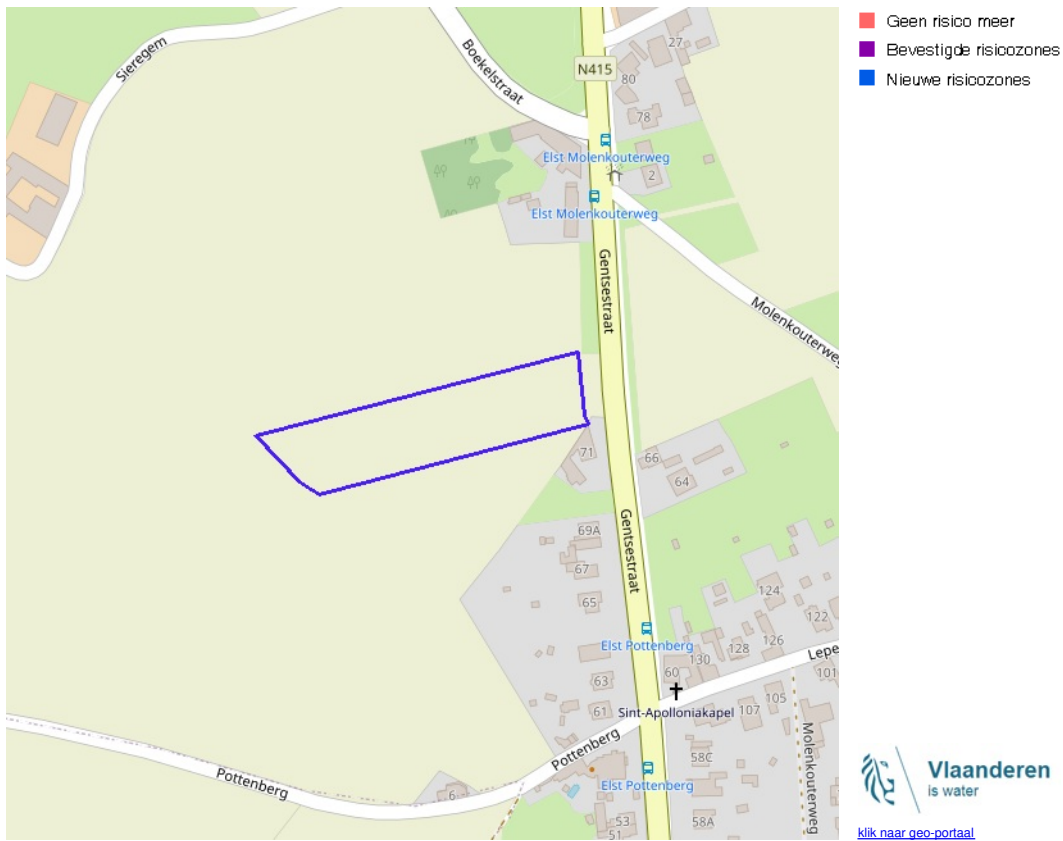 Geen risico meer
Bevestigde risicozones
Nieuwe risicozones
Sieregem
Boekelstraat
N415
27
80
78
Elst Molenkouterweg
2
Elst Molenkouterweg
Gentsestraat
Molenkouterweg
71
66
64
Gentsestraat
69A
67
65
124
122
126
128
130
Elst Pottenberg
Lepe
60
101
63
105
107
61
Sint-Apolloniakapel
Pottenberg
Molenkouterweg
58C
Pottenberg
6
Elst Pottenberg
53
58A
51
Vlaanderen
is water
klik naar geo-portaal